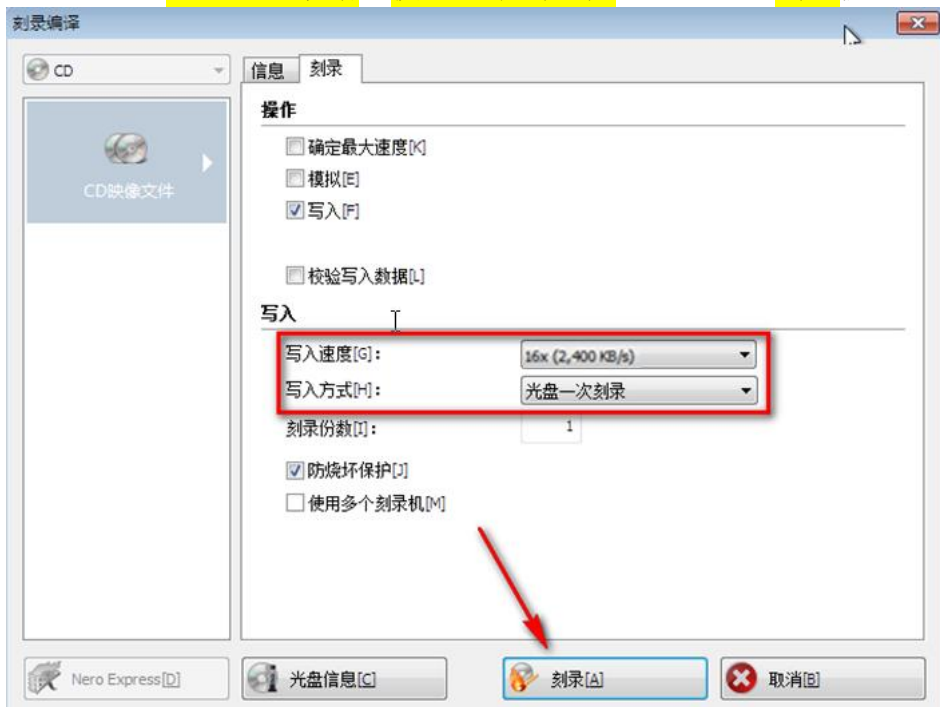 刻录编译
CD
信息 刻录
CD映像文件
操作
确定最大速度[K]
模拟[E]
写入[F]
校验写入数据[L]
写入
写入速度[G]: 16x (2,400 KB/s)
写入方式[H]: 光盘一次刻录
刻录份数[I]: 1
防烧坏保护[J]
使用多个刻录机[M]
Nero Express[D] 光盘信息[C] 刻录[A] 取消[B]